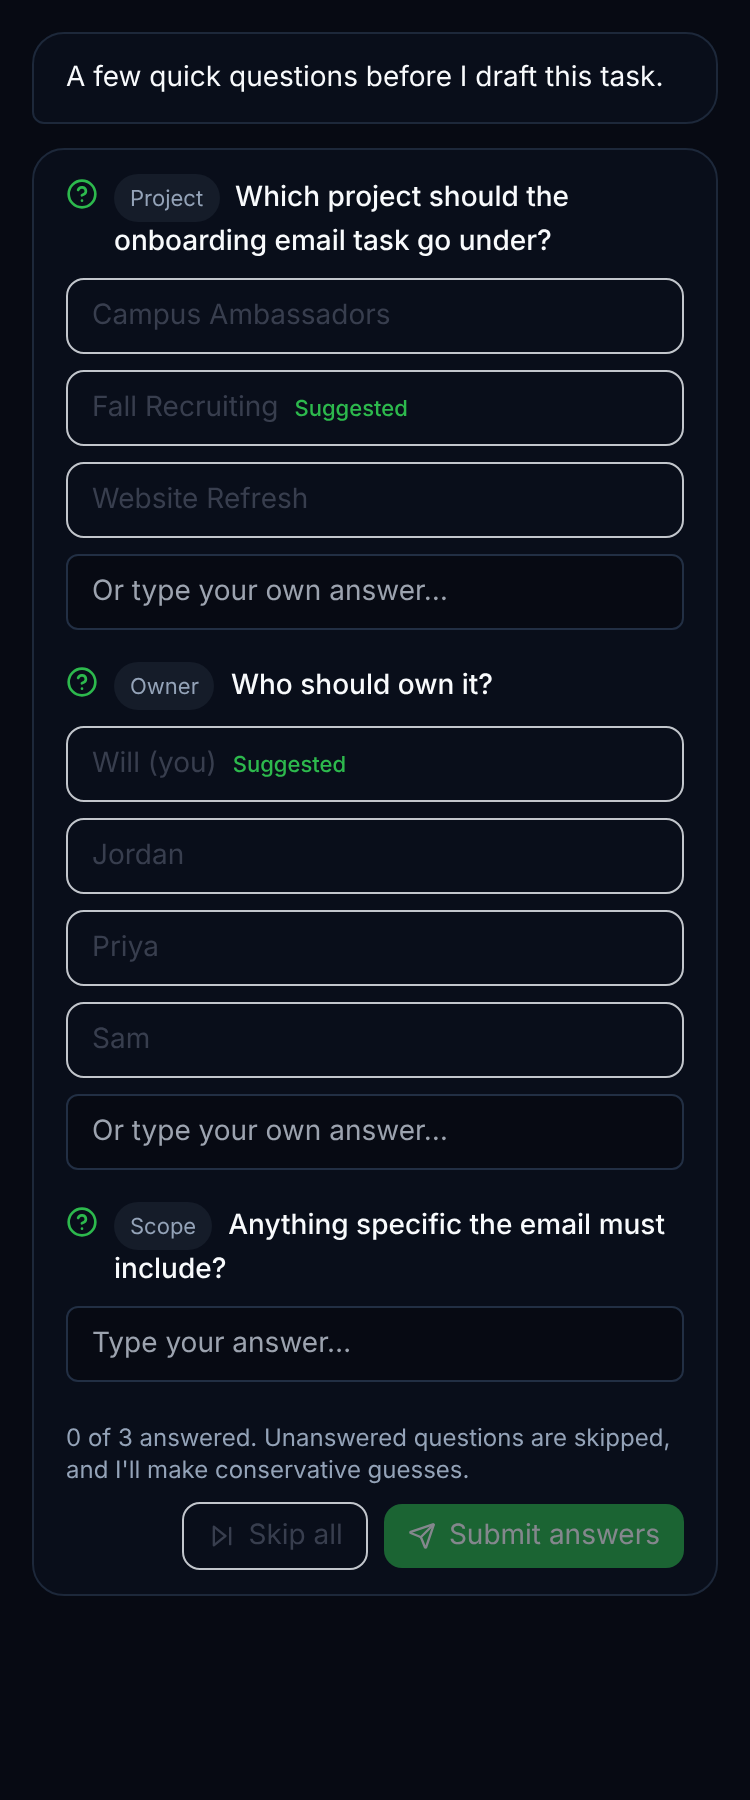 A few quick questions before I draft this task.
Project Which project should the
onboarding email task go under?
Campus Ambassadors
Fall Recruiting Suggested
Website Refresh
Or type your own answer...
Owner Who should own it?
Will (you) Suggested
Jordan
Priya
Sam
Or type your own answer...
Scope Anything specific the email must
include?
Type your answer...
0 of 3 answered. Unanswered questions are skipped,
and I'll make conservative guesses.
Skip all Submit answers